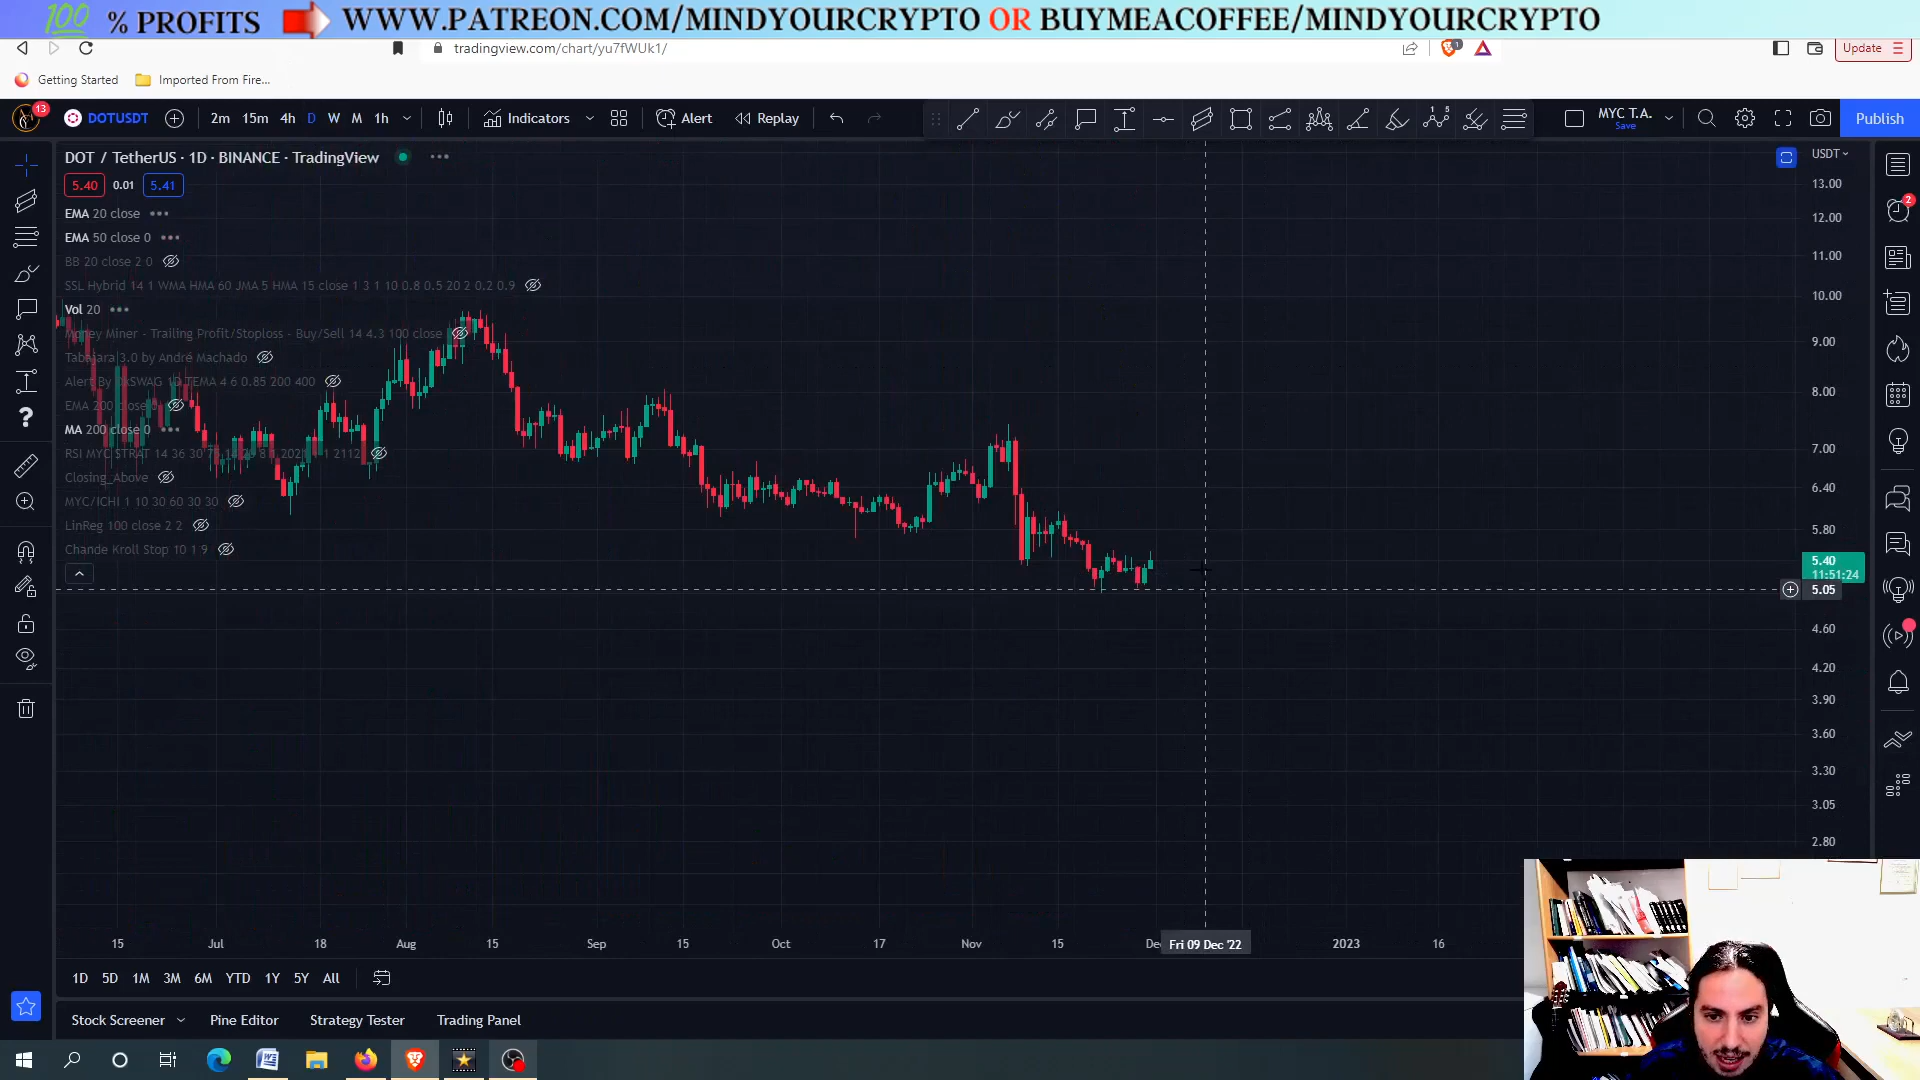 💯 % PROFITS ➡ WWW.PATREON.COM/MINDYOURCRYPTO OR BUYMEACOFFEE/MINDYOURCRYPTO
tradingview.com/chart/yu7fWUk1/
1
Update
Getting Started
Imported From Fire...
13
DOTUSDT
2m 15m 4h D W M 1h
Indicators
Alert
Replay
MYC T.A.
Save
Publish
DOT / TetherUS · 1D · BINANCE · TradingView
5.40 0.01 5.41
EMA 20 close
EMA 50 close 0
BB 20 close 2 0
SSL Hybrid 14 1 WMA HMA 60 JMA 5 HMA 15 close 1 3 1 10 0.8 0.5 20 2 0.2 0.9
Vol 20
Money Miner - Trailing Profit/Stoploss - Buy/Sell 14 4.3 100 close
Tabajara 3.0 by André Machado
EMA 200 close
MA 200 close 0
Closing_Above
MYC/ICHI 1 10 30 60 30 30
LinReg 100 close 2 2
Chande Kroll Stop 10 1 9
USDT
13.00
12.00
11.00
10.00
9.00
8.00
7.00
6.40
5.80
5.40
11:51:24
5.05
4.60
4.20
3.90
3.60
3.30
3.05
2.80
2
15 Jul 18 Aug 15 Sep 15 Oct 17 Nov 15 Fri 09 Dec '22 2023 16
1D 5D 1M 3M 6M YTD 1Y 5Y All
Stock Screener Pine Editor Strategy Tester Trading Panel